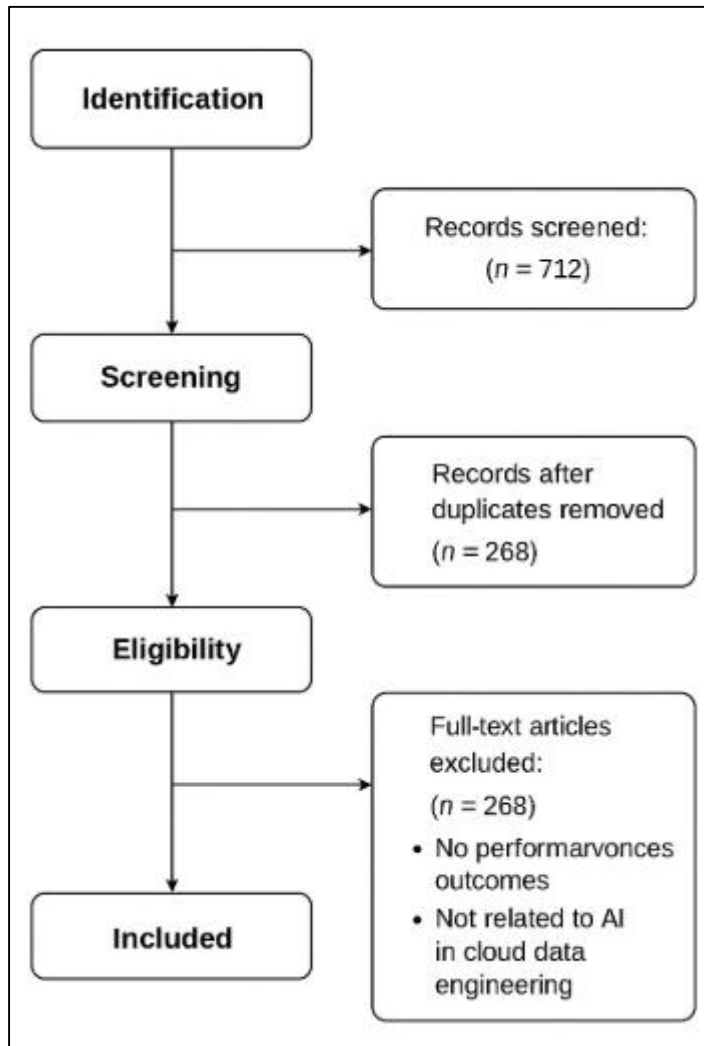 Identification
Records screened:
(n = 712)
Screening
Records after
duplicates removed
(n = 268)
Eligibility
Full-text articles
excluded:
(n = 268)
• No performarvonces
outcomes
• Not related to AI
in cloud data
engineering
Included